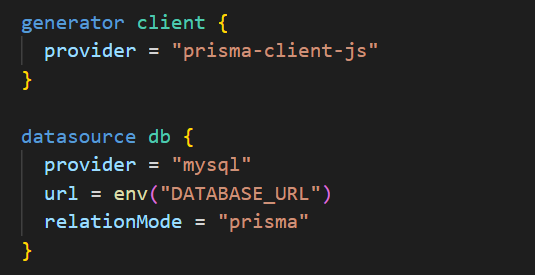 generator client {
  provider = "prisma-client-js"
}
datasource db {
  provider = "mysql"
  url = env("DATABASE_URL")
  relationMode = "prisma"
}